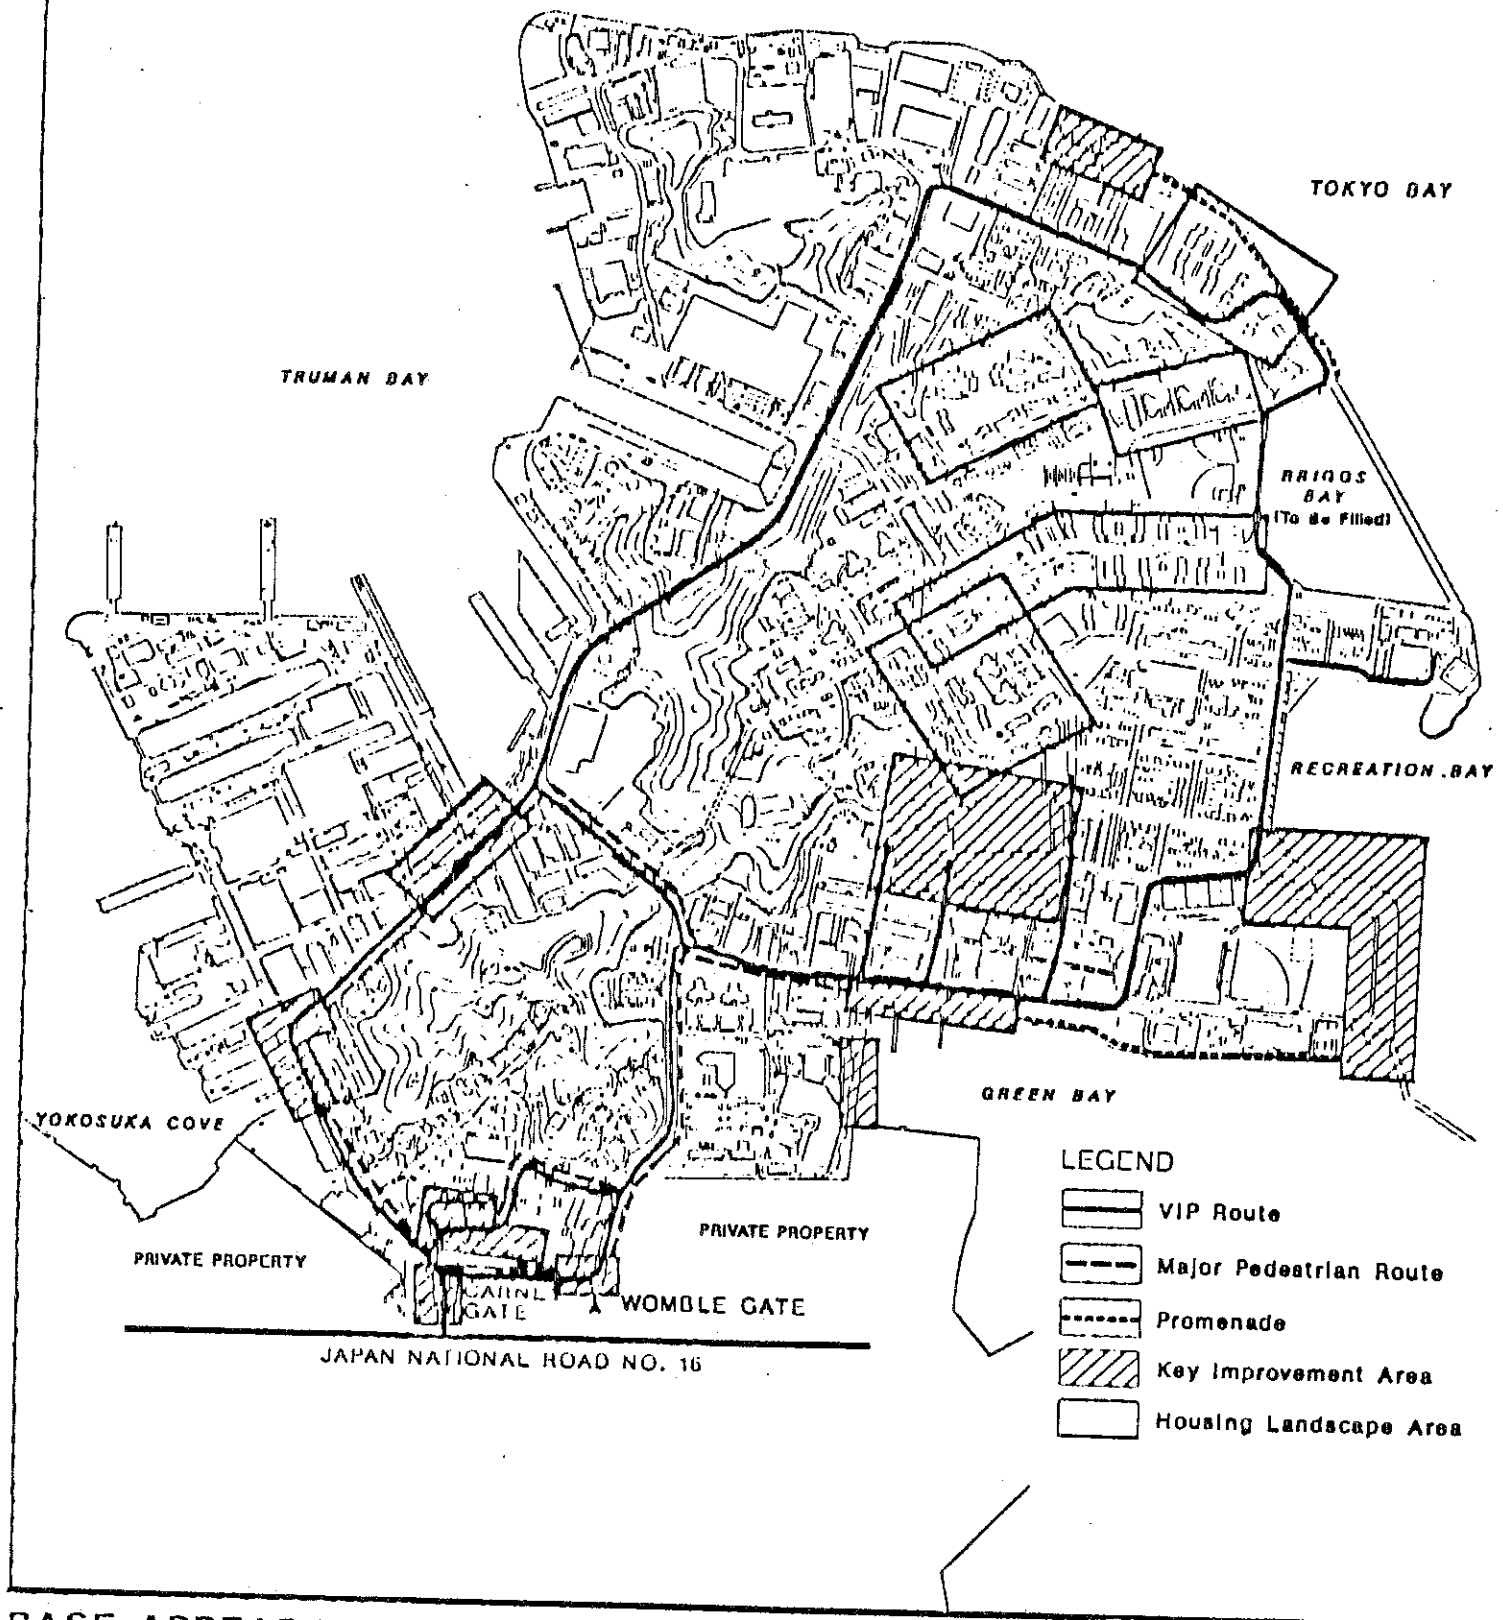 TOKYO BAY
TRUMAN BAY
BRIGGS
BAY
(To Be Filled)
RECREATION BAY
GREEN BAY
YOKOSUKA COVE
LEGEND
VIP Route
Major Pedestrian Route
Promenade
Key Improvement Area
Housing Landscape Area
PRIVATE PROPERTY
PRIVATE PROPERTY
GATE
WOMBLE GATE
JAPAN NATIONAL ROAD NO. 16
BASE